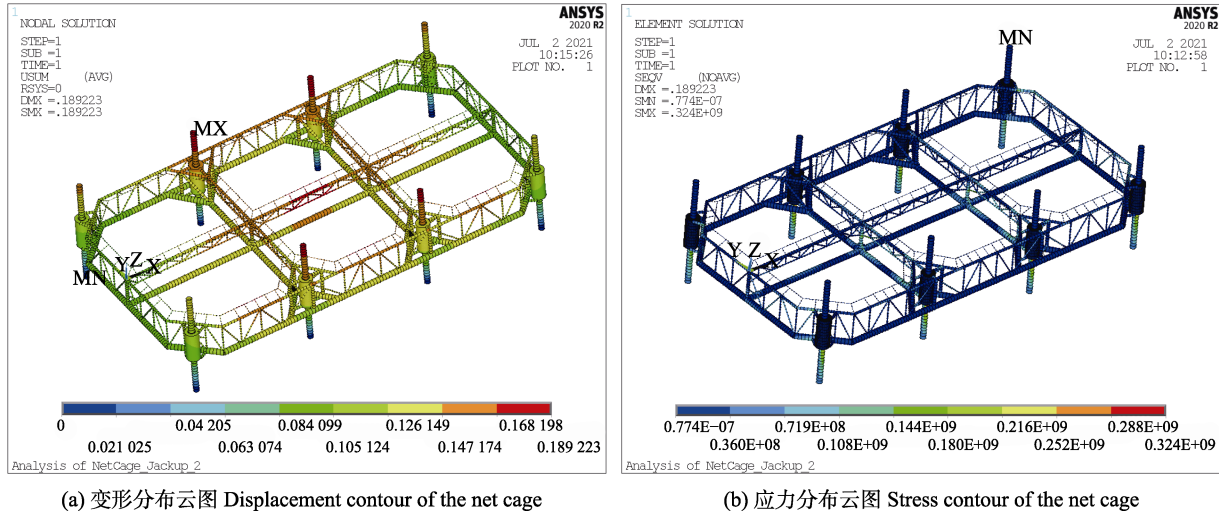 1
NODAL SOLUTION
STEP=1
SUB =1
TIME=1
USUM (AVG)
RSYS=0
DMX =.189223
SMX =.189223
ANSYS
2020 R2
JUL 2 2021
10:15:26
PLOT NO. 1
MX
MN
Y
Z
X
0
0.021 025
0.04 205
0.063 074
0.084 099
0.105 124
0.126 149
0.147 174
0.168 198
0.189 223
Analysis of NetCage_Jackup_2
(a) 变形分布云图 Displacement contour of the net cage
1
ELEMENT SOLUTION
STEP=1
SUB =1
TIME=1
SEQV (NOAVG)
DMX =.189223
SMN =.774E-07
SMX =.324E+09
ANSYS
2020 R2
JUL 2 2021
10:12:58
PLOT NO. 1
MN
Y
Z
X
0.774E-07
0.360E+08
0.719E+08
0.108E+09
0.144E+09
0.180E+09
0.216E+09
0.252E+09
0.288E+09
0.324E+09
Analysis of NetCage_Jackup_2
(b) 应力分布云图 Stress contour of the net cage